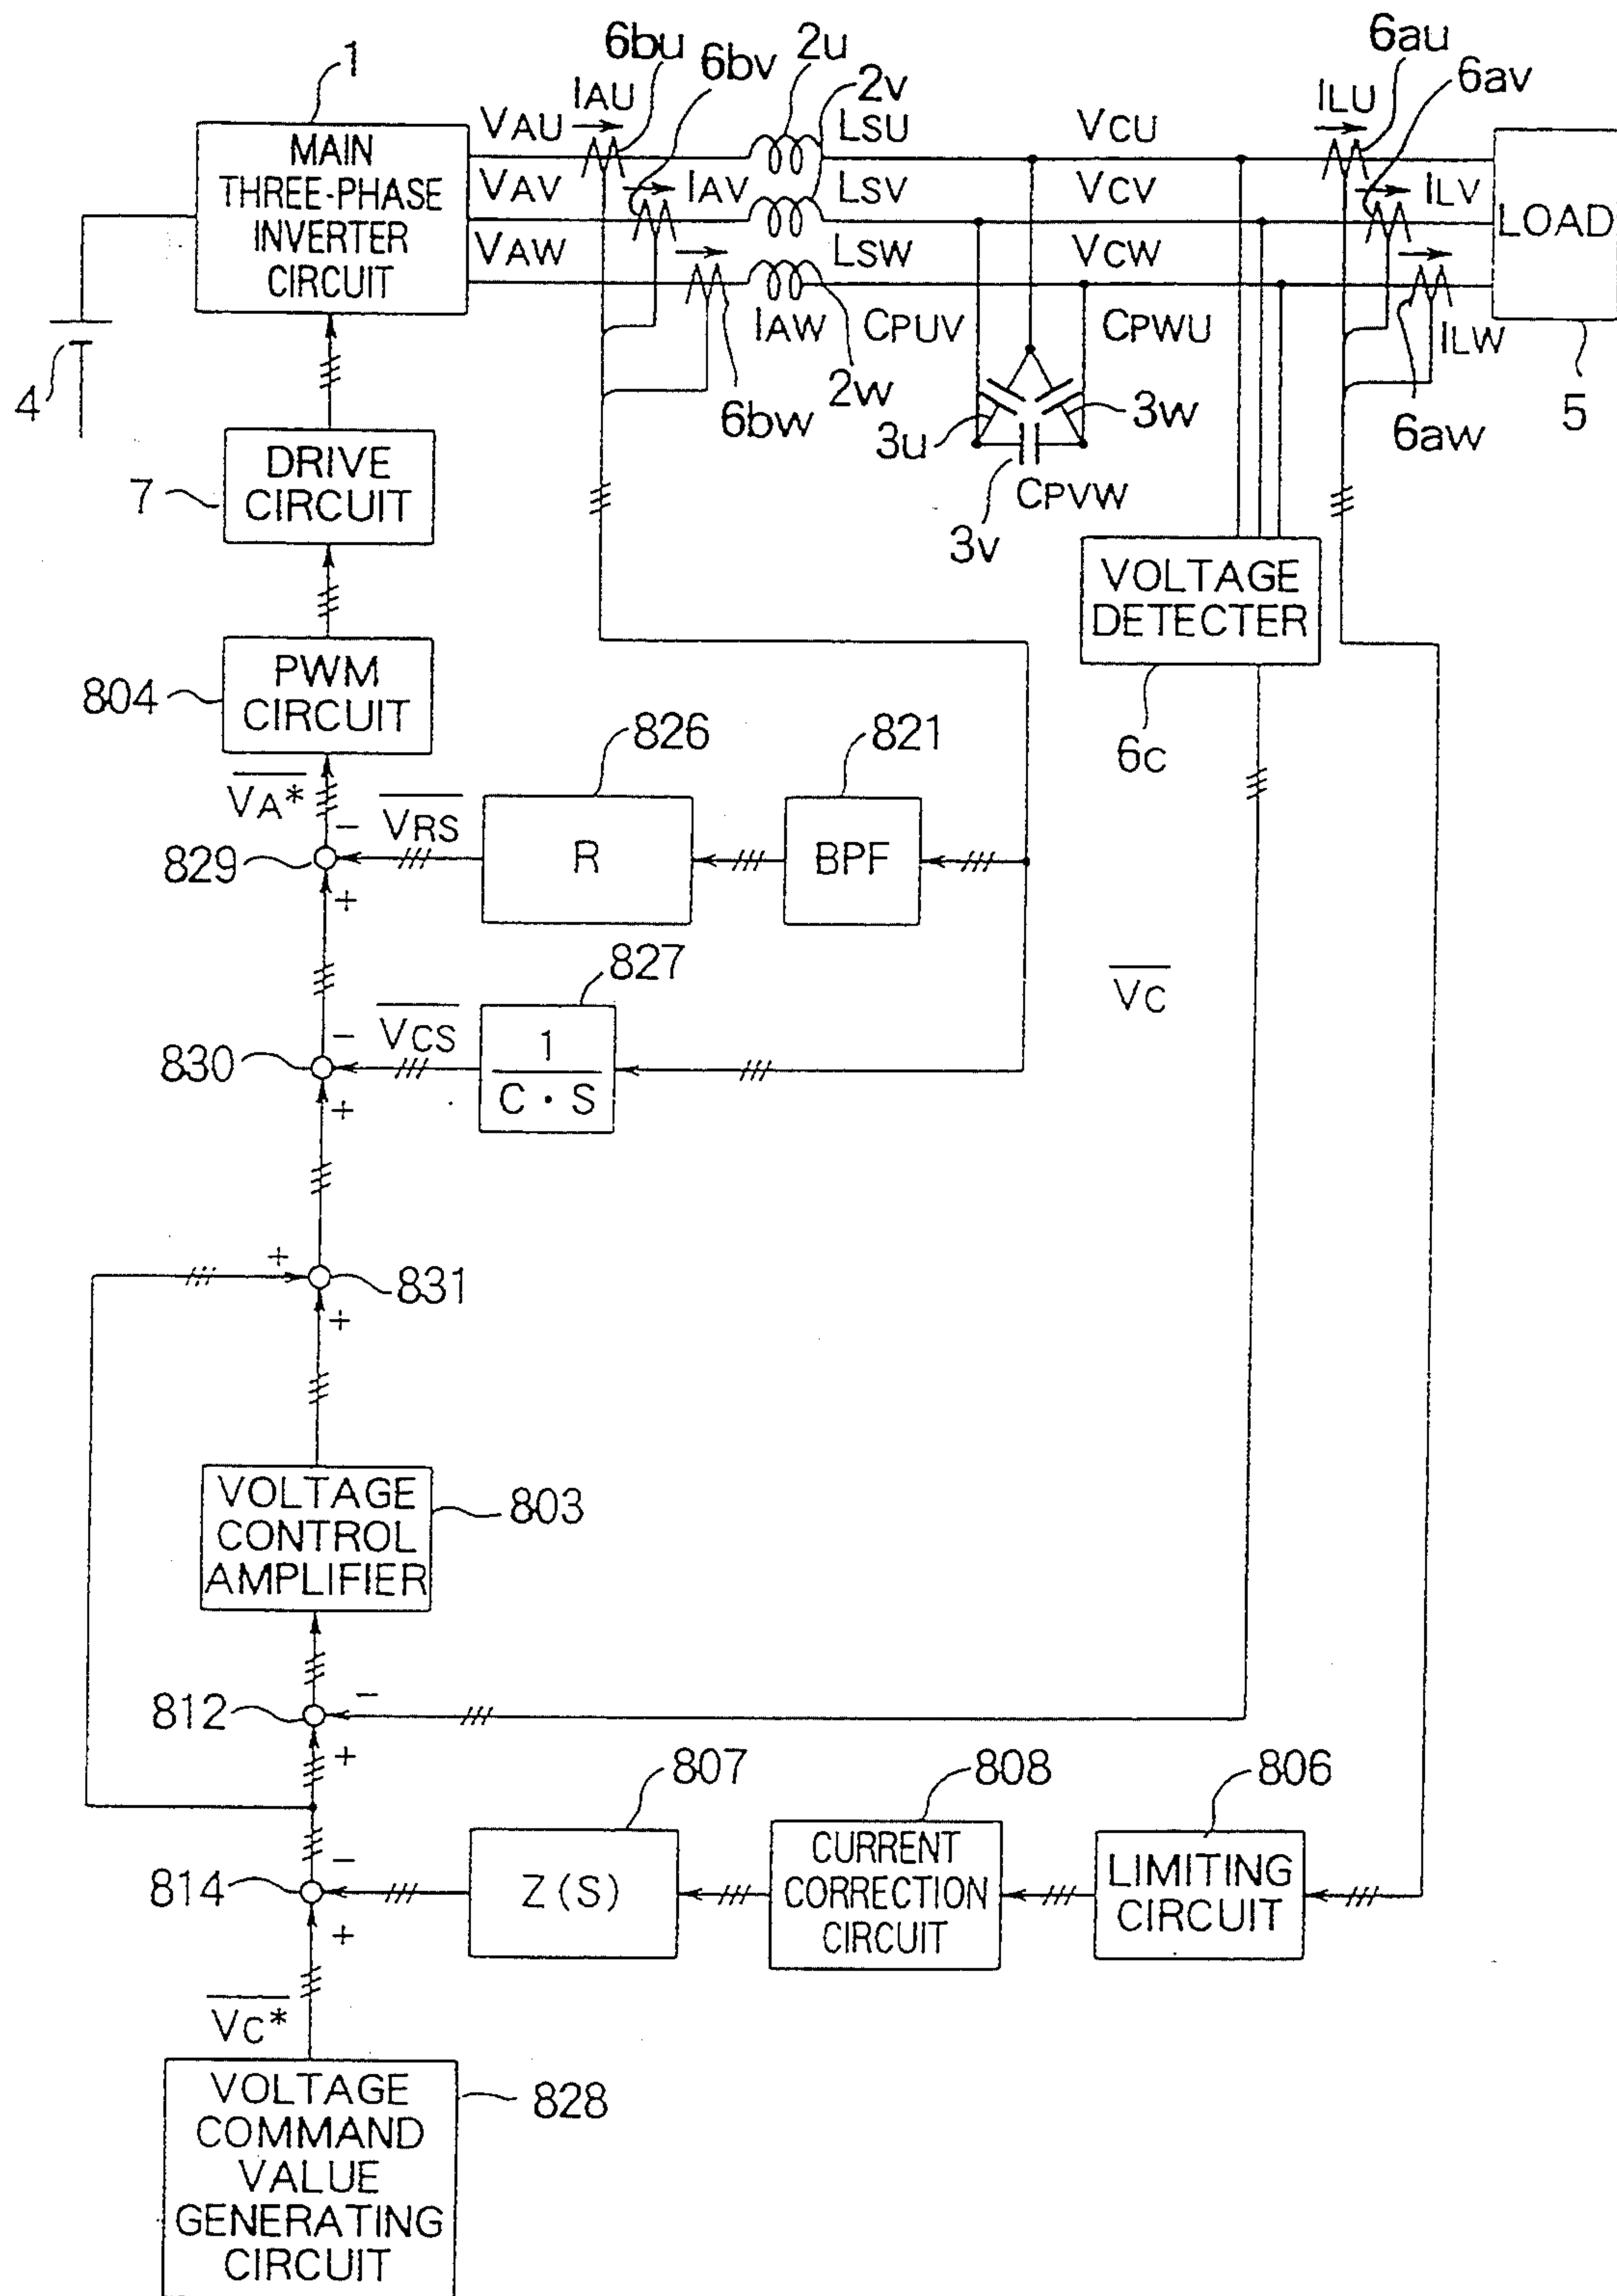 6bu
2u
6au
1
IAU
6bv
2v
ILU
6av
VAU
LSU
VCU
MAIN
THREE-PHASE
INVERTER
CIRCUIT
VAV
IAV
LSV
VCV
ILV
LOAD
VAW
LSW
VCW
IAW
CPUV
CPWU
ILW
4
2w
5
6bw
3u
3w
6aw
CPVW
3v
DRIVE
CIRCUIT
7
VOLTAGE
DETECTER
6c
PWM
CIRCUIT
804
826
821
VA*
−
VRS
R
BPF
829
+
827
VC
−
VCS
1
C · S
830
+
+
831
+
VOLTAGE
CONTROL
AMPLIFIER
803
812
−
+
807
808
806
−
814
Z(S)
CURRENT
CORRECTION
CIRCUIT
LIMITING
CIRCUIT
+
VC*
VOLTAGE
COMMAND
VALUE
GENERATING
CIRCUIT
828